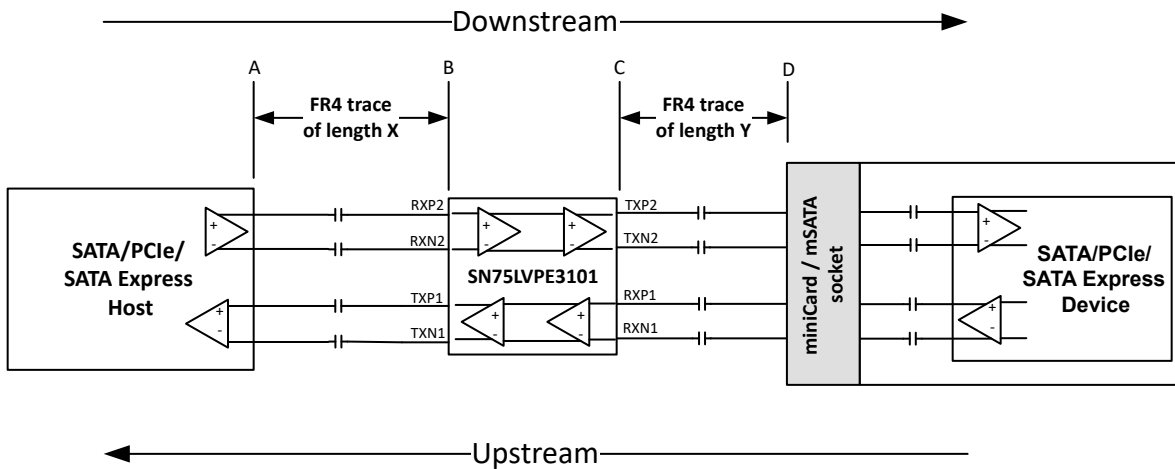 Downstream
A
B
C
D
FR4 trace
of length X
FR4 trace
of length Y
RXP2
TXP2
+
-
+
-
+
-
+
-
RXN2
TXN2
SATA/PCIe/
SATA Express
Host
SN75LVPE3101
miniCard / mSATA
socket
SATA/PCIe/
SATA Express
Device
TXP1
RXP1
+
-
+
-
+
-
+
-
TXN1
RXN1
Upstream